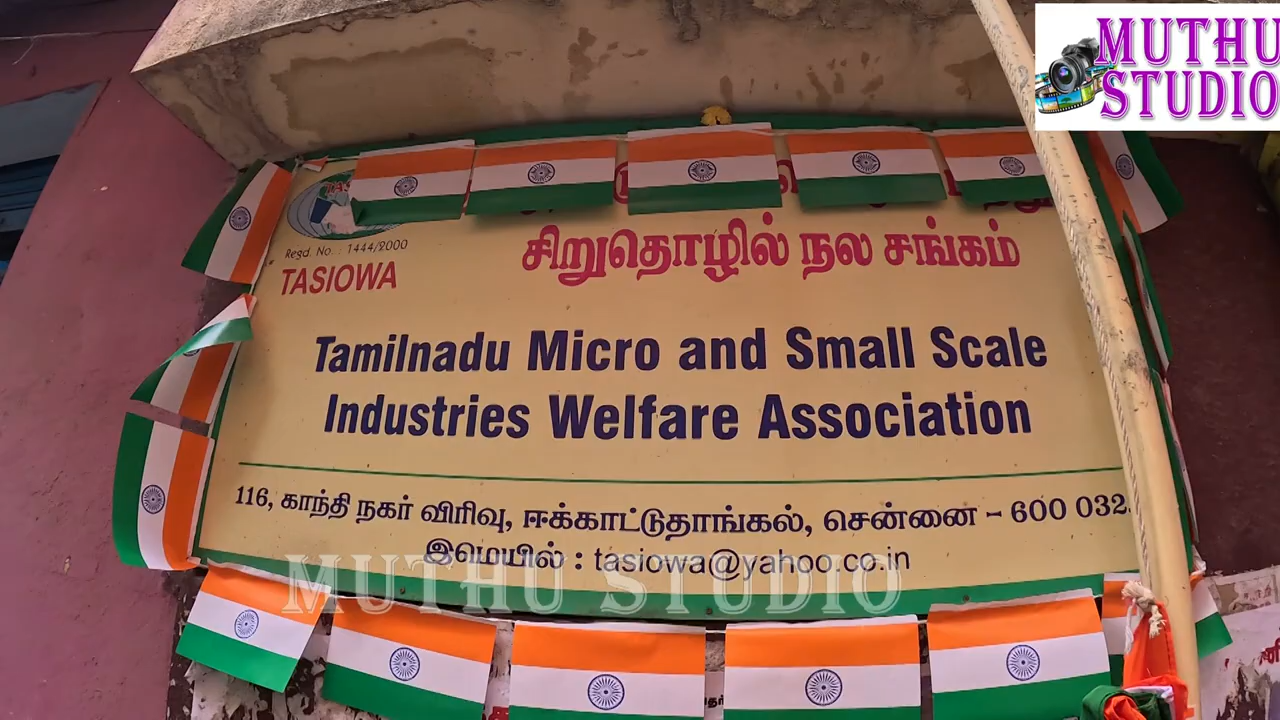 MUTHU
STUDIO
Regd. No. : 1444/2000
TASIOWA
சிறுதொழில் நல சங்கம்
Tamilnadu Micro and Small Scale
Industries Welfare Association
116, காந்தி நகர் விரிவு, ஈக்காட்டுதாங்கல், சென்னை – 600 032.
இமெயில் : tasiowa@yahoo.co.in
MUTHU STUDIO